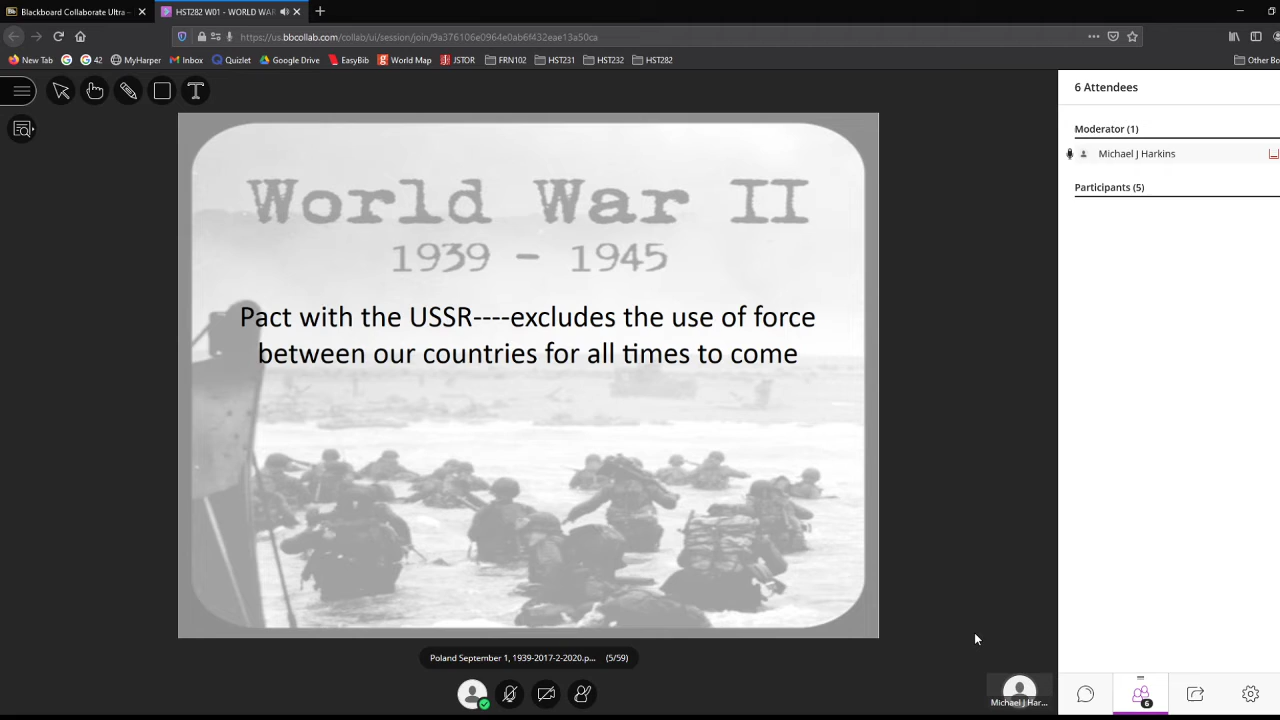 Blackboard Collaborate Ultra –
HST282 W01 - WORLD WAR
https://us.bbcollab.com/collab/ui/session/join/9a376106e0964e0ab6f432eae13a50ca
New Tab
G
42
MyHarper
Inbox
Quizlet
Google Drive
EasyBib
World Map
JSTOR
FRN102
HST231
HST232
HST282
Other Bo
6 Attendees
Moderator (1)
Michael J Harkins
Participants (5)
World War II
1939 - 1945
Pact with the USSR----excludes the use of force
between our countries for all times to come
Poland September 1, 1939-2017-2-2020.p... (5/59)
Michael J Har...
6